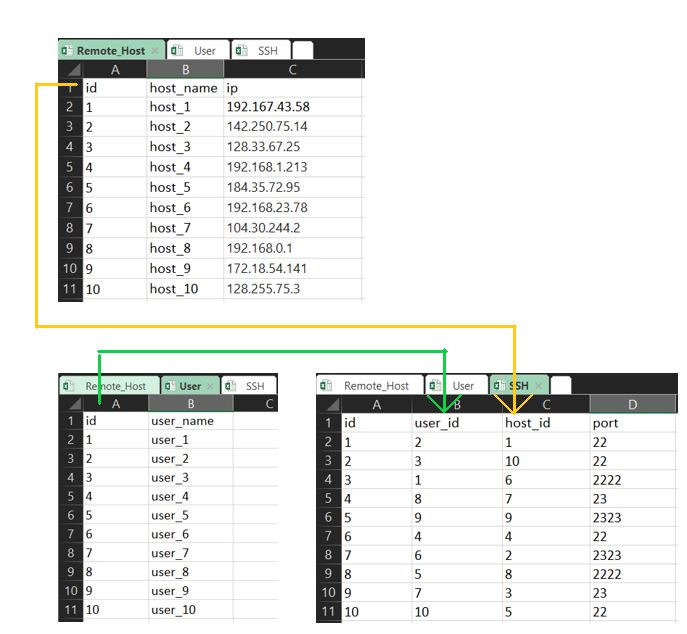 Remote_Host × User SSH
A B C
1 id host_name ip
2 1 host_1 192.167.43.58
3 2 host_2 142.250.75.14
4 3 host_3 128.33.67.25
5 4 host_4 192.168.1.213
6 5 host_5 184.35.72.95
7 6 host_6 192.168.23.78
8 7 host_7 104.30.244.2
9 8 host_8 192.168.0.1
10 9 host_9 172.18.54.141
11 10 host_10 128.255.75.3
Remote_Host User × SSH
A B C
1 id user_name
2 1 user_1
3 2 user_2
4 3 user_3
5 4 user_4
6 5 user_5
7 6 user_6
8 7 user_7
9 8 user_8
10 9 user_9
11 10 user_10
Remote_Host User SSH ×
A B C D
1 id user_id host_id port
2 1 2 1 22
3 2 3 10 22
4 3 1 6 2222
5 4 8 7 23
6 5 9 9 2323
7 6 4 4 22
8 7 6 2 2323
9 8 5 8 2222
10 9 7 3 23
11 10 10 5 22